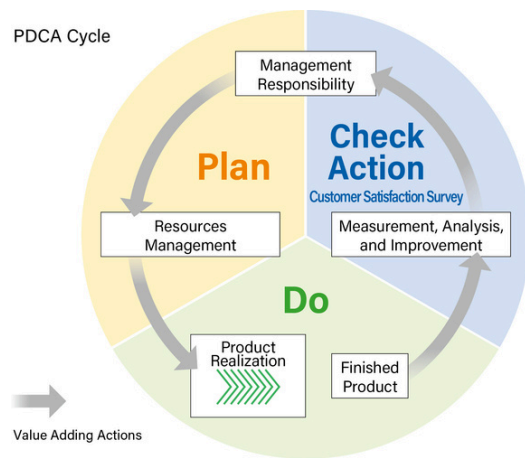 PDCA Cycle
Management
Responsibility
Plan
Check
Action
Customer Satisfaction Survey
Resources
Management
Measurement, Analysis,
and Improvement
Do
Product
Realization
Finished
Product
Value Adding Actions